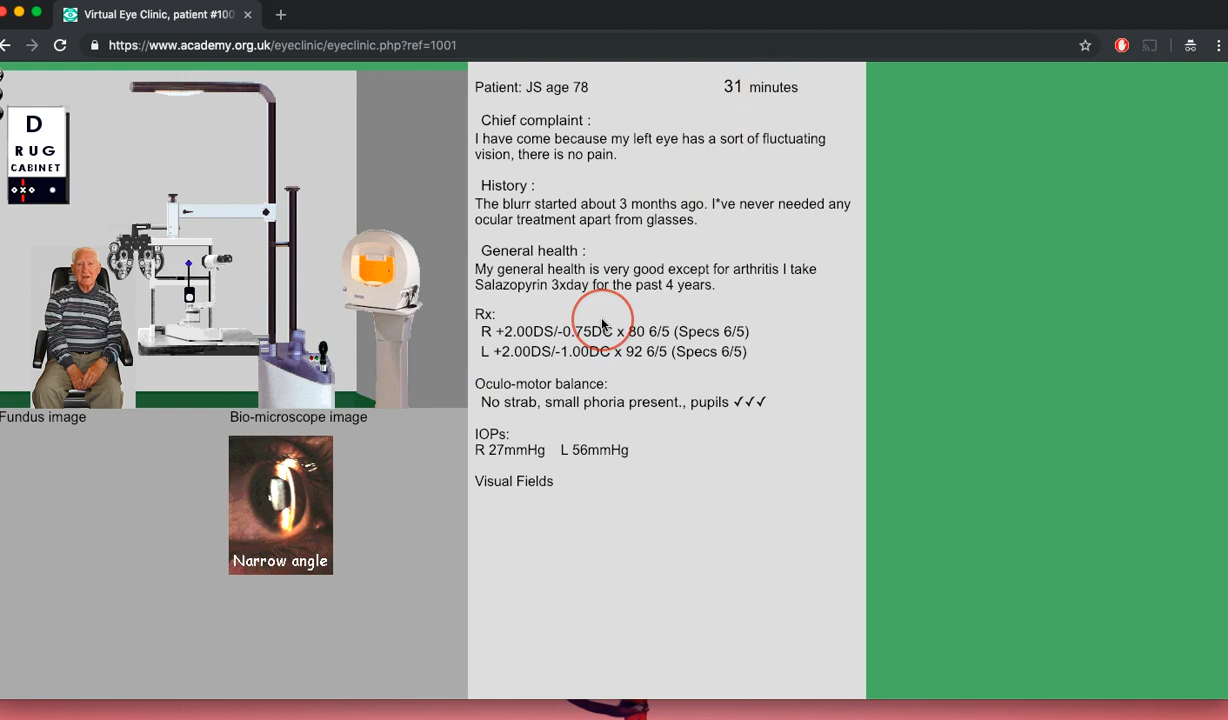 Virtual Eye Clinic, patient #100
https://www.academy.org.uk/eyeclinic/eyeclinic.php?ref=1001
D
RUG
CABINET
Patient: JS age 78 31 minutes
Chief complaint :
I have come because my left eye has a sort of fluctuating
vision, there is no pain.
History :
The blurr started about 3 months ago. I*ve never needed any
ocular treatment apart from glasses.
General health :
My general health is very good except for arthritis I take
Salazopyrin 3xday for the past 4 years.
Rx:
R +2.00DS/-0.75DC x 80 6/5 (Specs 6/5)
L +2.00DS/-1.00DC x 92 6/5 (Specs 6/5)
Oculo-motor balance:
No strab, small phoria present., pupils ✓✓✓
IOPs:
R 27mmHg L 56mmHg
Visual Fields
Fundus image
Bio-microscope image
Narrow angle